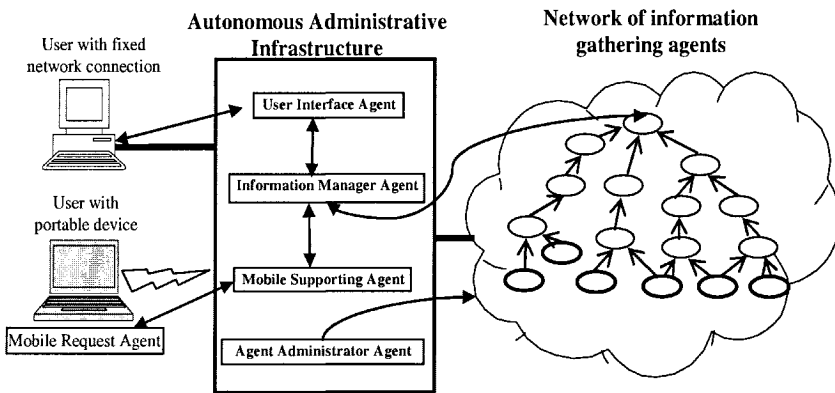 User with fixed
network connection
Autonomous Administrative
Infrastructure
Network of information
gathering agents
User Interface Agent
Information Manager Agent
User with
portable device
Mobile Supporting Agent
Mobile Request Agent
Agent Administrator Agent